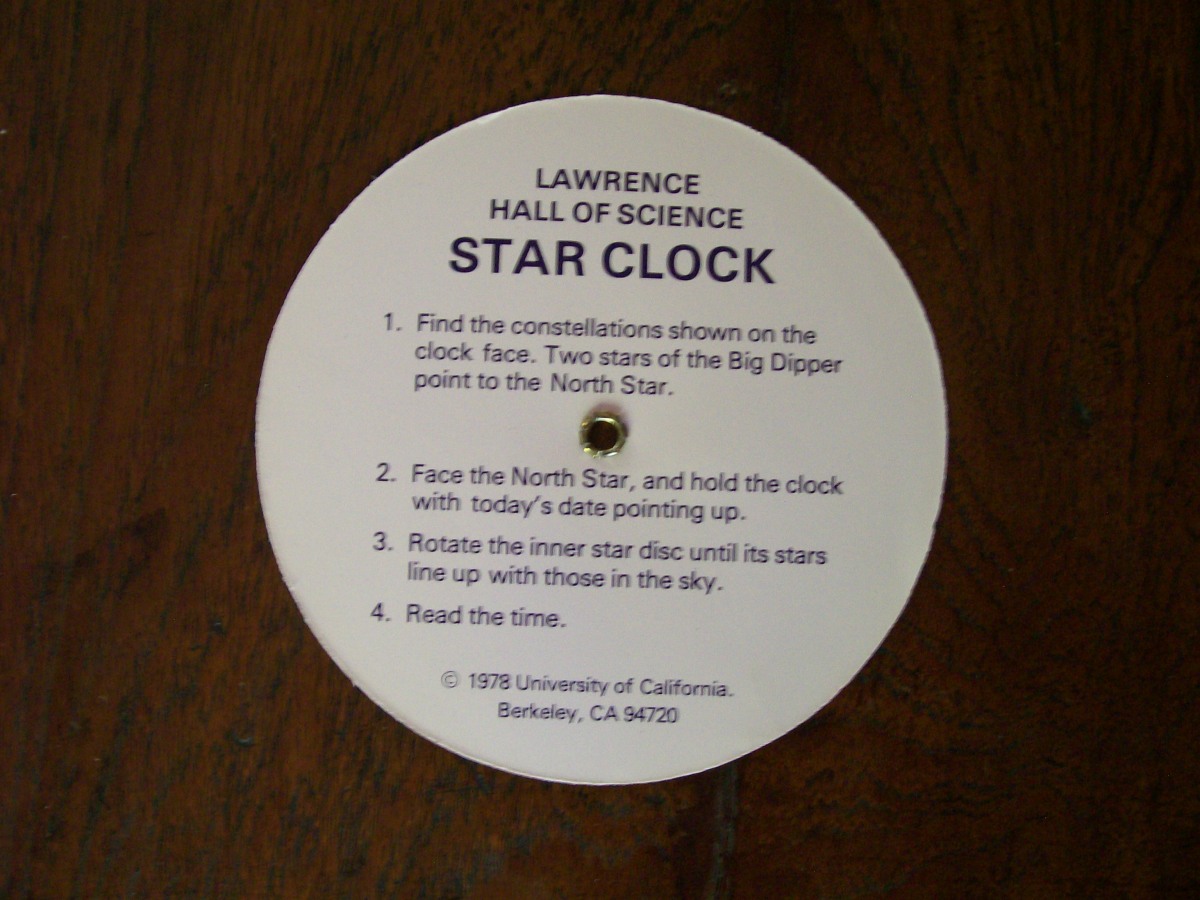 LAWRENCE
HALL OF SCIENCE
STAR CLOCK
1. Find the constellations shown on the
clock face. Two stars of the Big Dipper
point to the North Star.
2. Face the North Star, and hold the clock
with today's date pointing up.
3. Rotate the inner star disc until its stars
line up with those in the sky.
4. Read the time.
© 1978 University of California.
Berkeley, CA 94720